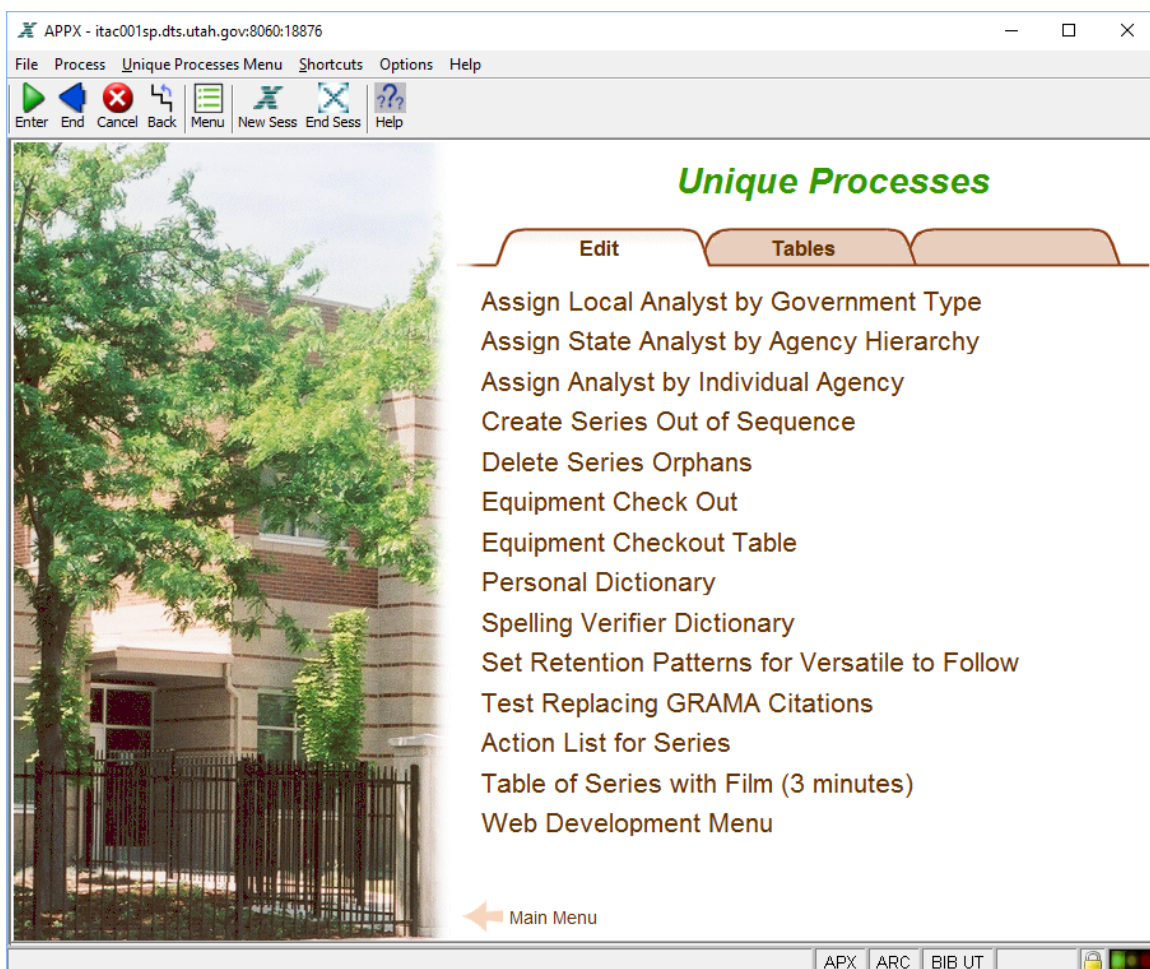 APPX - itac001sp.dts.utah.gov:8060:18876
File Process Unique Processes Menu Shortcuts Options Help
Enter End Cancel Back Menu New Sess End Sess Help
Unique Processes
Edit Tables
Assign Local Analyst by Government Type
Assign State Analyst by Agency Hierarchy
Assign Analyst by Individual Agency
Create Series Out of Sequence
Delete Series Orphans
Equipment Check Out
Equipment Checkout Table
Personal Dictionary
Spelling Verifier Dictionary
Set Retention Patterns for Versatile to Follow
Test Replacing GRAMA Citations
Action List for Series
Table of Series with Film (3 minutes)
Web Development Menu
Main Menu
APX ARC BIB UT